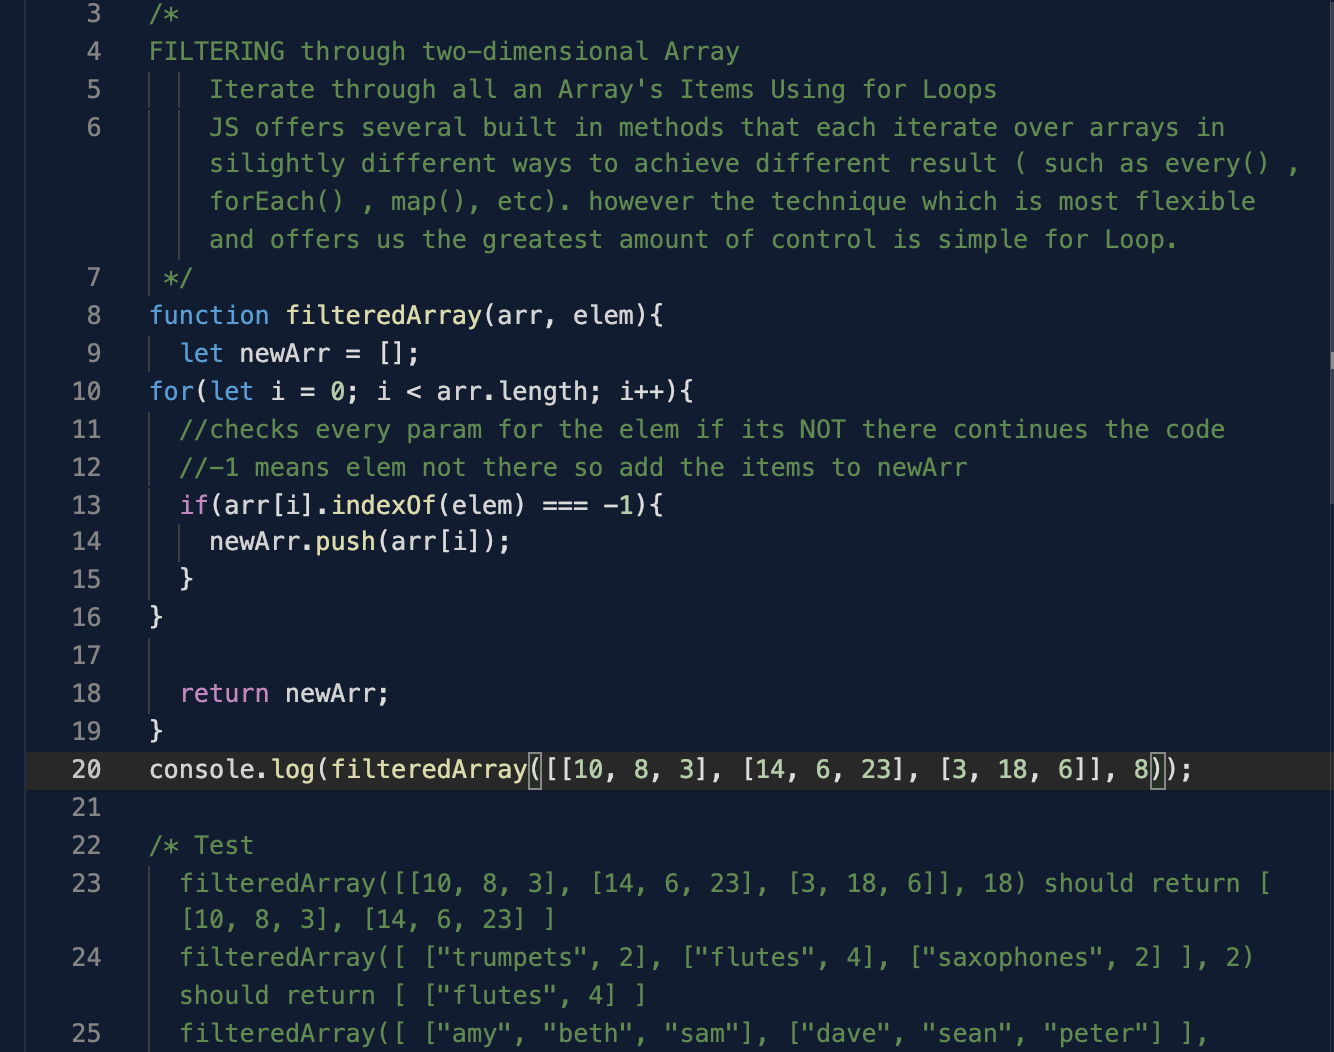 3 /*
4 FILTERING through two-dimensional Array
5 Iterate through all an Array's Items Using for Loops
6 JS offers several built in methods that each iterate over arrays in
silightly different ways to achieve different result ( such as every() ,
forEach() , map(), etc). however the technique which is most flexible
and offers us the greatest amount of control is simple for Loop.
7 */
8 function filteredArray(arr, elem){
9 let newArr = [];
10 for(let i = 0; i < arr.length; i++){
11 //checks every param for the elem if its NOT there continues the code
12 //-1 means elem not there so add the items to newArr
13 if(arr[i].indexOf(elem) === -1){
14 newArr.push(arr[i]);
15 }
16 }
17
18 return newArr;
19 }
20 console.log(filteredArray([[10, 8, 3], [14, 6, 23], [3, 18, 6]], 8));
21
22 /* Test
23 filteredArray([[10, 8, 3], [14, 6, 23], [3, 18, 6]], 18) should return [
[10, 8, 3], [14, 6, 23] ]
24 filteredArray([ ["trumpets", 2], ["flutes", 4], ["saxophones", 2] ], 2)
should return [ ["flutes", 4] ]
25 filteredArray([ ["amy", "beth", "sam"], ["dave", "sean", "peter"] ],